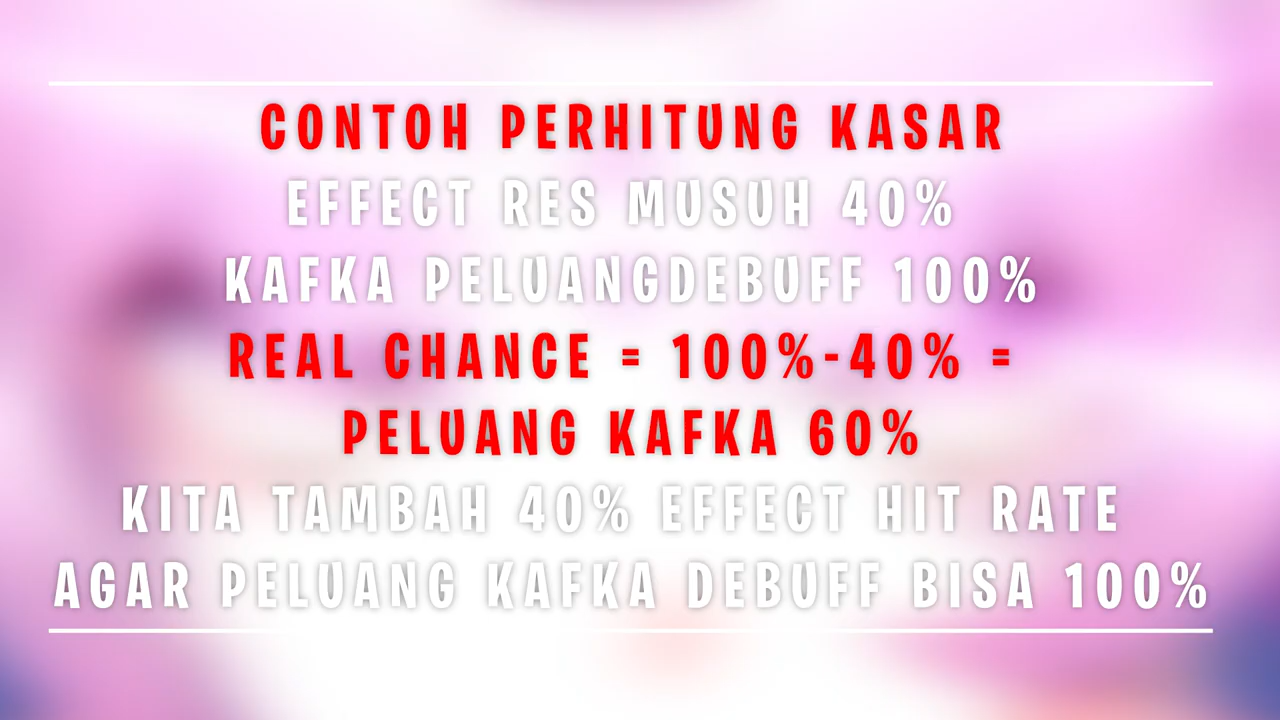 CONTOH PERHITUNG KASAR
EFFECT RES MUSUH 40%
KAFKA PELUANGDEBUFF 100%
REAL CHANCE = 100%-40% =
PELUANG KAFKA 60%
KITA TAMBAH 40% EFFECT HIT RATE
AGAR PELUANG KAFKA DEBUFF BISA 100%